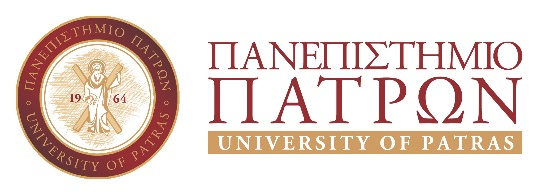 ΠΑΝΕΠΙΣΤΗΜΙΟ ΠΑΤΡΩΝ
19 64
UNIVERSITY OF PATRAS
ΠΑΝΕΠΙΣΤΗΜΙΟ
ΠΑΤΡΩΝ
UNIVERSITY OF PATRAS